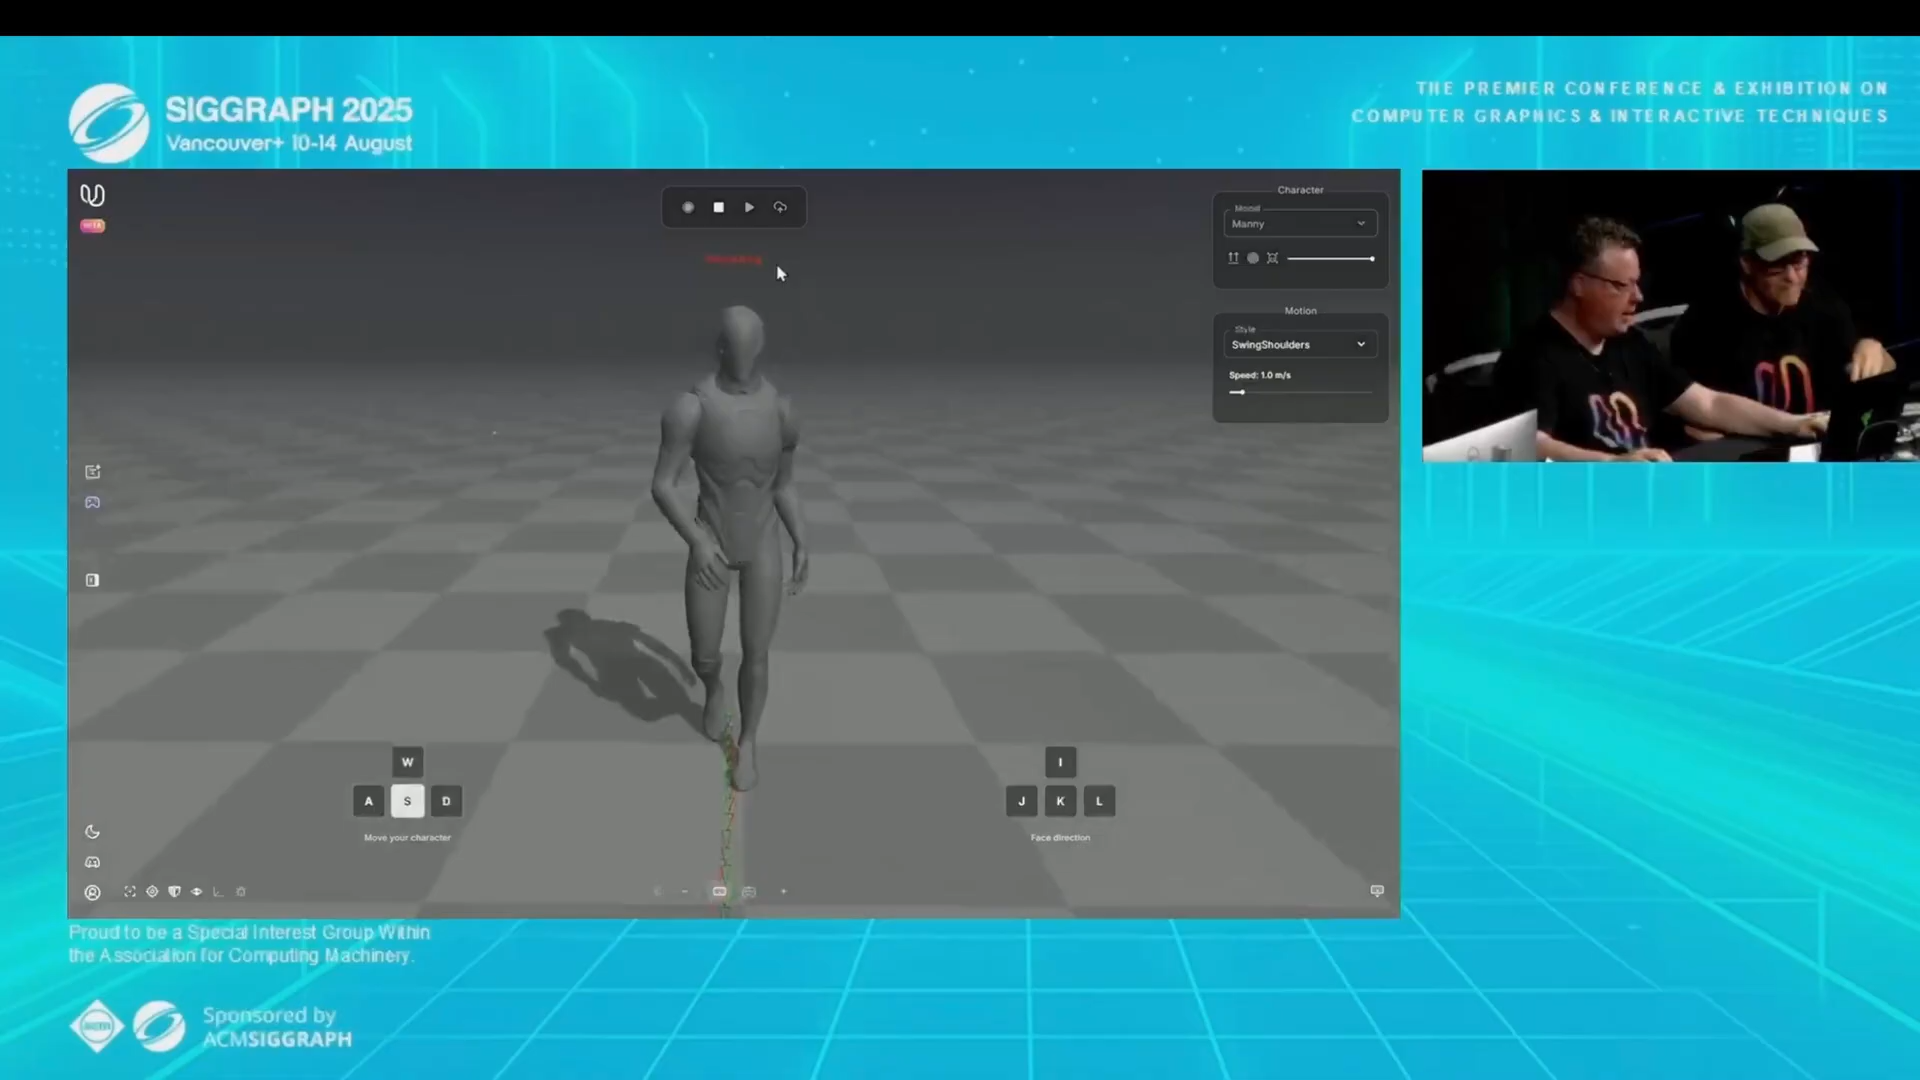 SIGGRAPH 2025
Vancouver+ 10-14 August
THE PREMIER CONFERENCE & EXHIBITION ON
COMPUTER GRAPHICS & INTERACTIVE TECHNIQUES
Character
Model
Manny
Motion
Style
SwingShoulders
Speed: 1.0 m/s
W
A S D
Move your character
I
J K L
Face direction
Proud to be a Special Interest Group Within
the Association for Computing Machinery.
Sponsored by
ACMSIGGRAPH